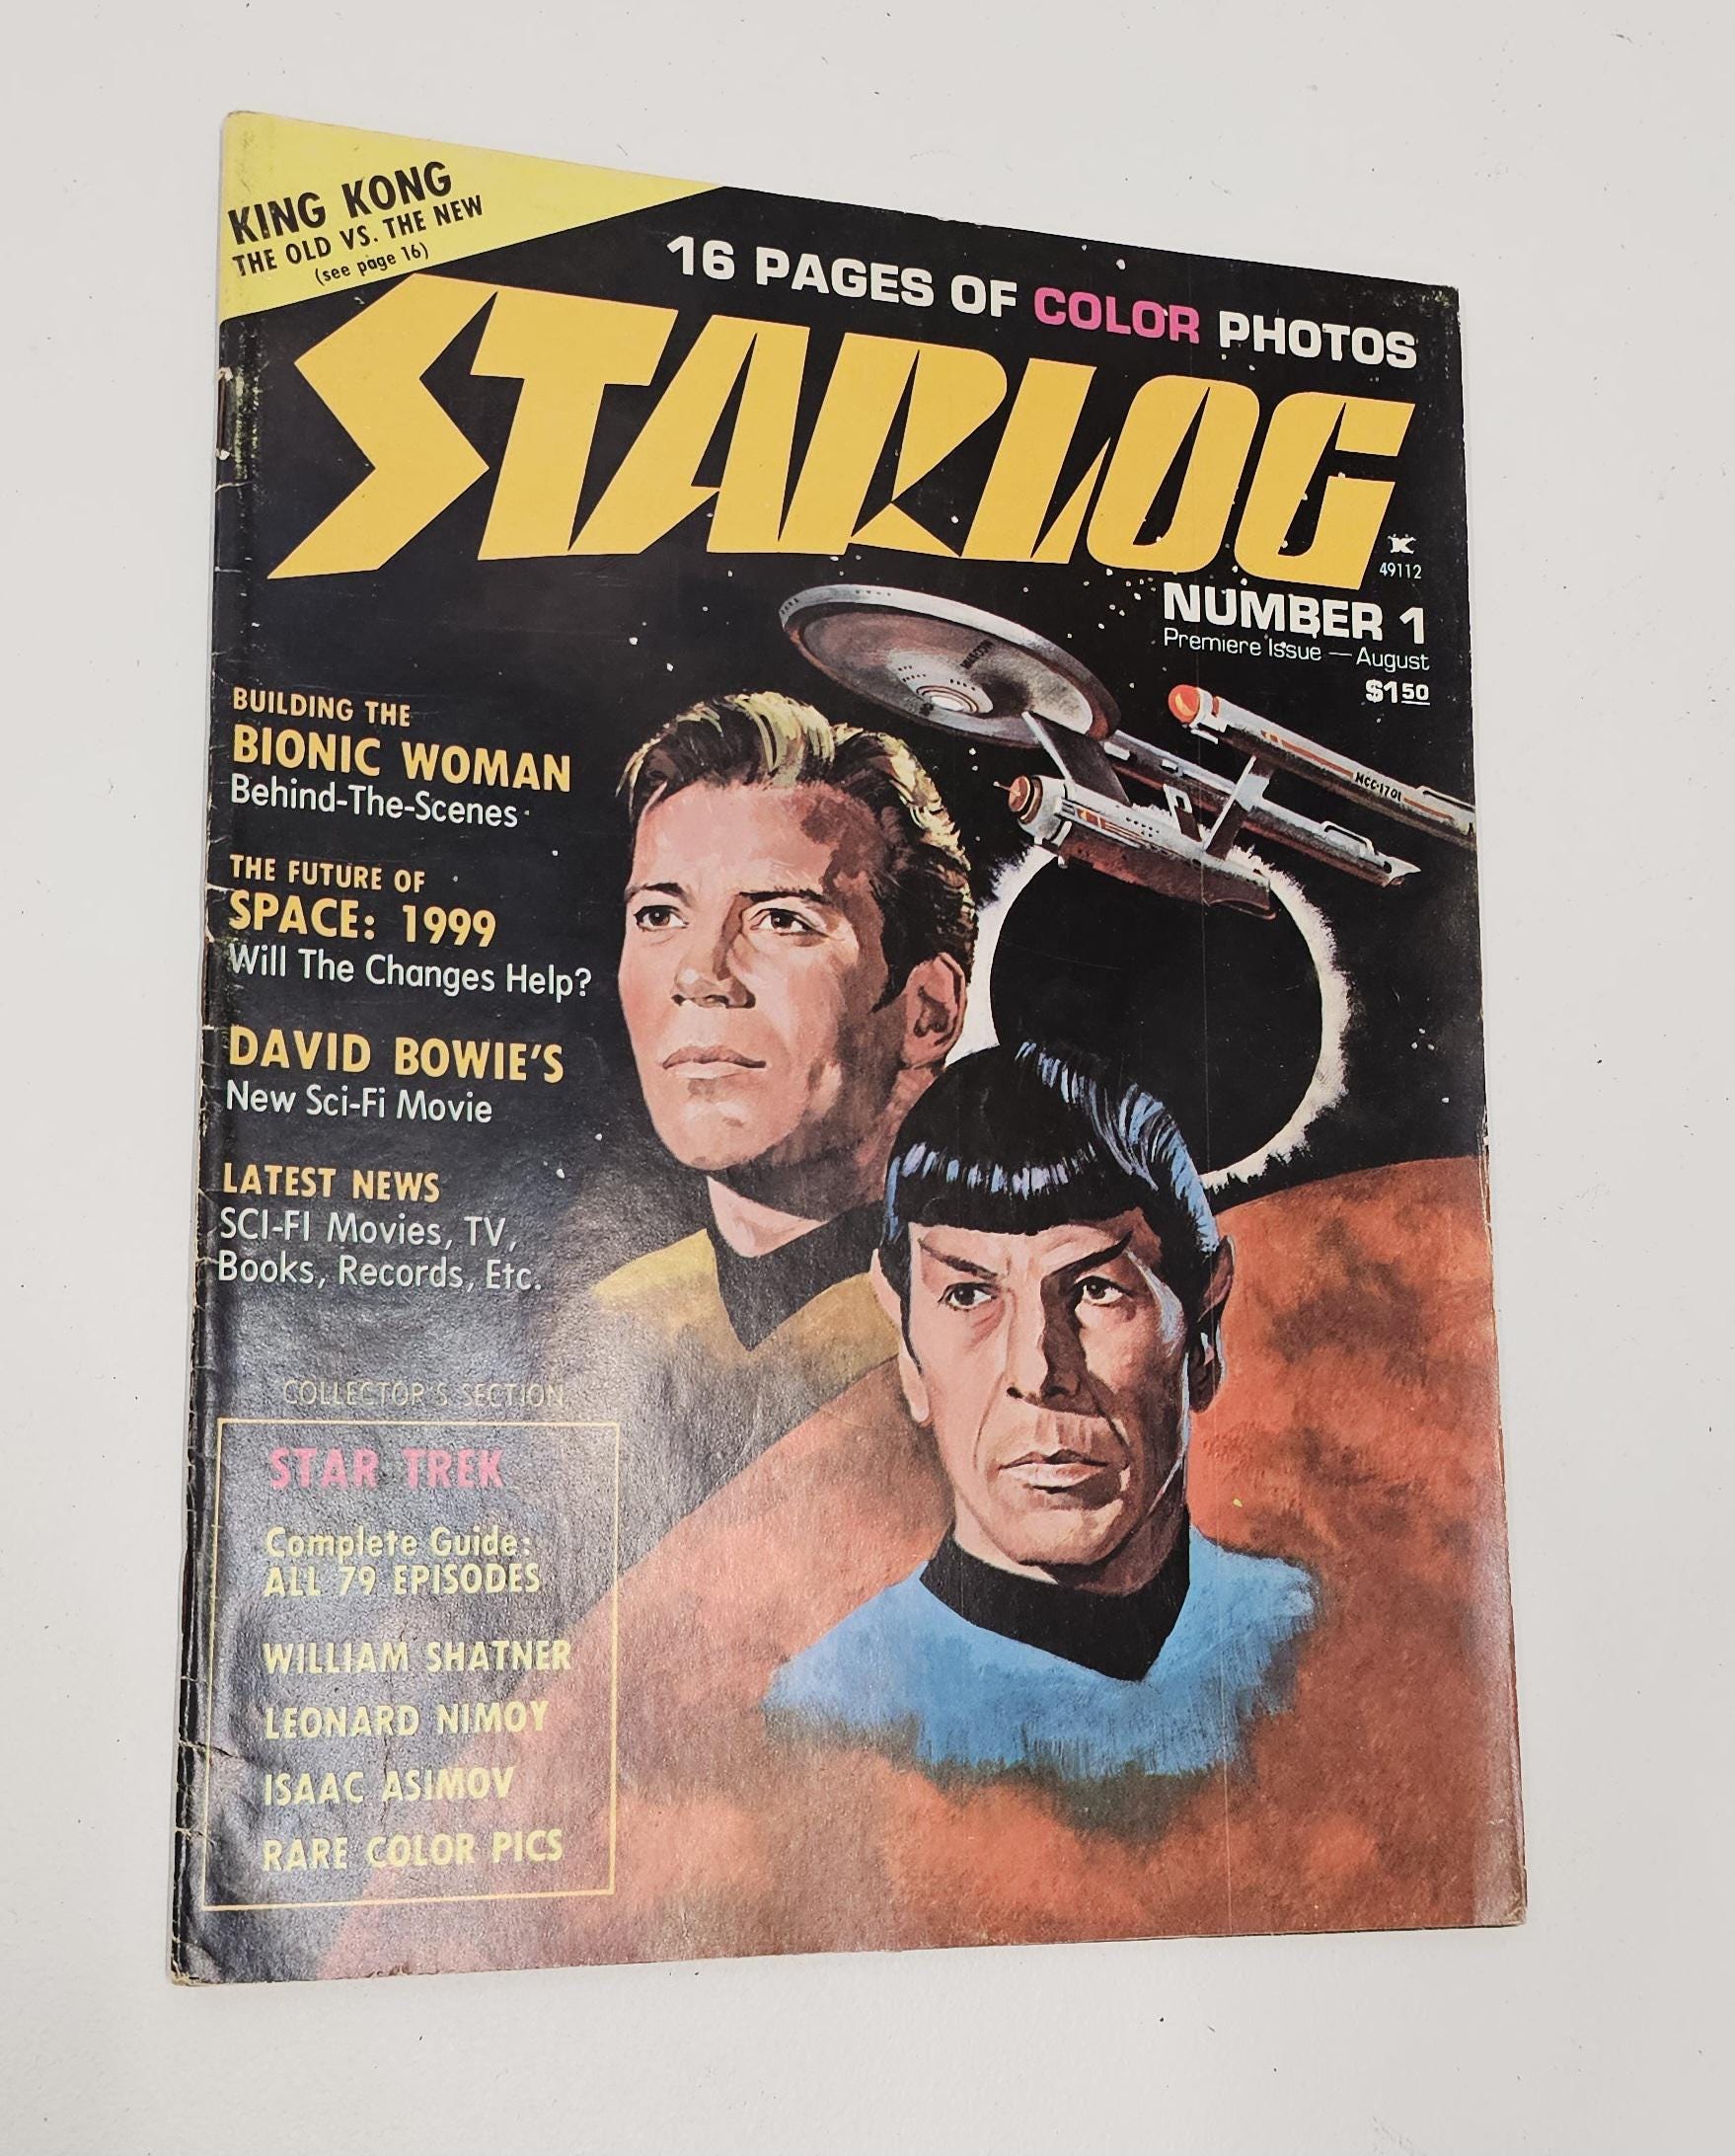 KING KONG
THE OLD VS. THE NEW
(see page 16)
16 PAGES OF COLOR PHOTOS
STARLOG
K
49112
NUMBER 1
Premiere Issue — August
$1.50
NCC-1701
BUILDING THE
BIONIC WOMAN
Behind-The-Scenes
THE FUTURE OF
SPACE: 1999
Will The Changes Help?
DAVID BOWIE'S
New Sci-Fi Movie
LATEST NEWS
SCI-FI Movies, TV,
Books, Records, Etc.
COLLECTOR'S SECTION
STAR TREK
Complete Guide:
ALL 79 EPISODES
WILLIAM SHATNER
LEONARD NIMOY
ISAAC ASIMOV
RARE COLOR PICS